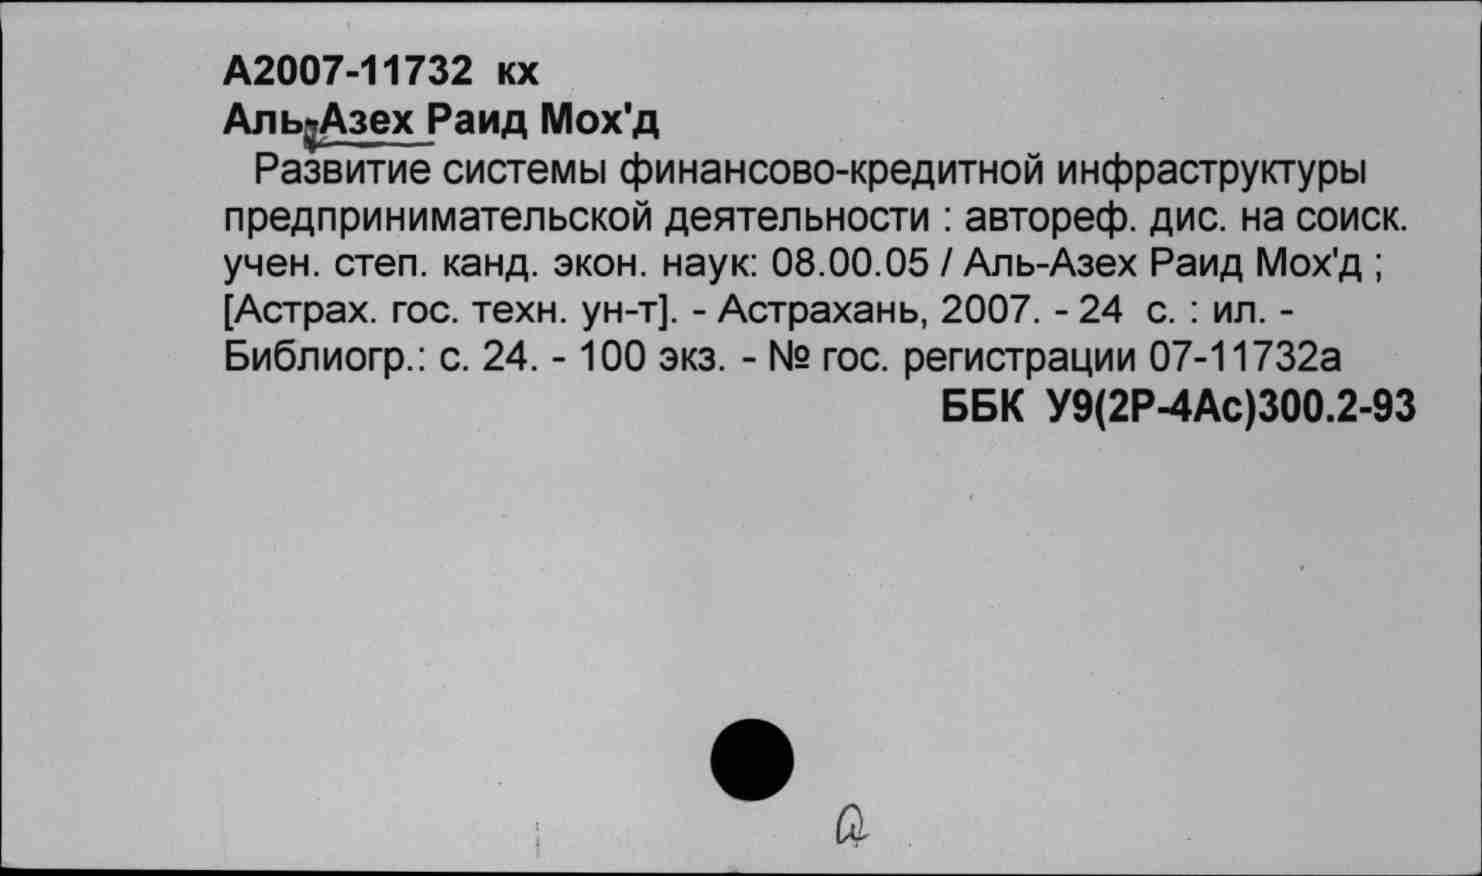 А2007-11732 кх
Аль-Азех Раид Мох'д
Развитие системы финансово-кредитной инфраструктуры
предпринимательской деятельности : автореф. дис. на соиск.
учен. степ. канд. экон. наук: 08.00.05 / Аль-Азех Раид Мох'д ;
[Астрах. гос. техн. ун-т]. - Астрахань, 2007. - 24 с. : ил. -
Библиогр.: с. 24. - 100 экз. - № гос. регистрации 07-11732а
ББК У9(2Р-4Ас)300.2-93